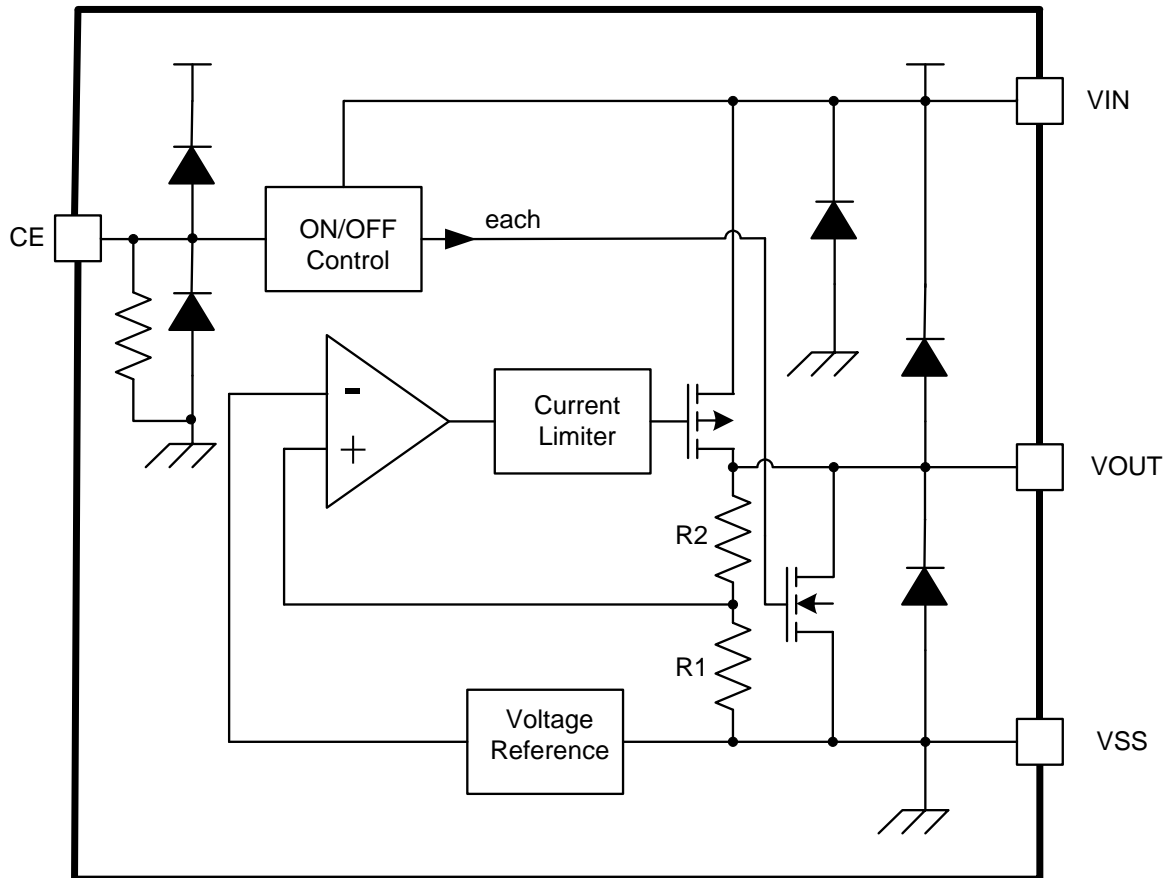 VIN
CE
ON/OFF
Control
each
-
+
Current
Limiter
VOUT
R2
R1
Voltage
Reference
VSS